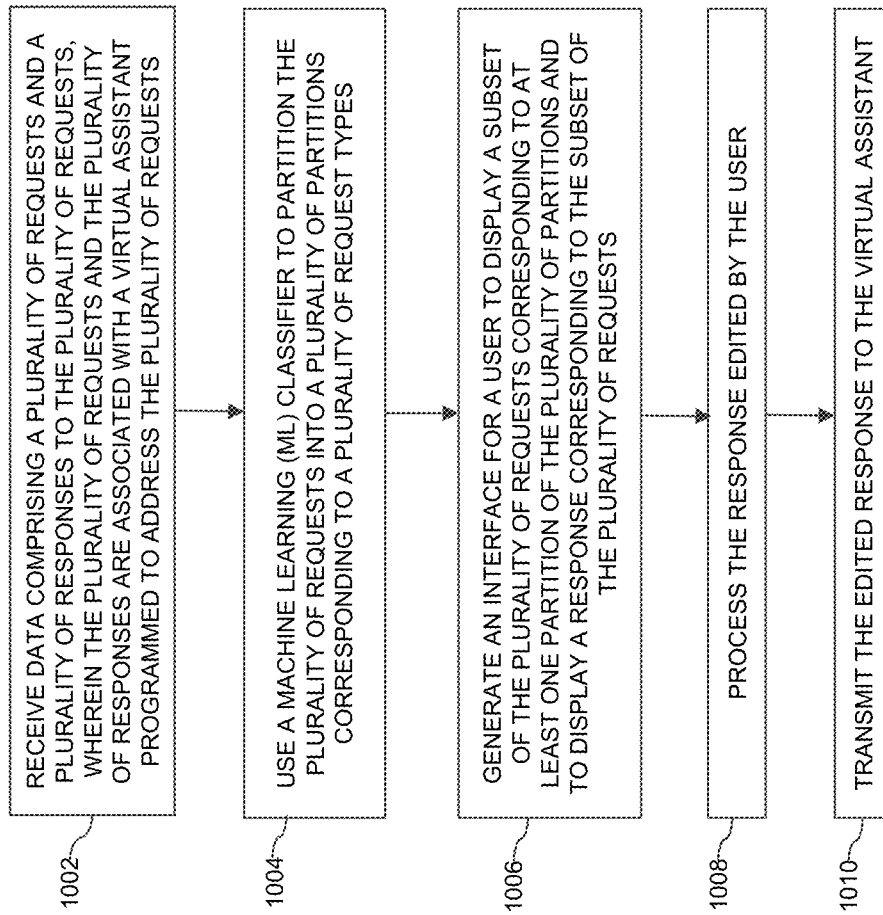 1002
RECEIVE DATA COMPRISING A PLURALITY OF REQUESTS AND A
PLURALITY OF RESPONSES TO THE PLURALITY OF REQUESTS,
WHEREIN THE PLURALITY OF REQUESTS AND THE PLURALITY
OF RESPONSES ARE ASSOCIATED WITH A VIRTUAL ASSISTANT
PROGRAMMED TO ADDRESS THE PLURALITY OF REQUESTS
1004
USE A MACHINE LEARNING (ML) CLASSIFIER TO PARTITION THE
PLURALITY OF REQUESTS INTO A PLURALITY OF PARTITIONS
CORRESPONDING TO A PLURALITY OF REQUEST TYPES
1006
GENERATE AN INTERFACE FOR A USER TO DISPLAY A SUBSET
OF THE PLURALITY OF REQUESTS CORRESPONDING TO AT
LEAST ONE PARTITION OF THE PLURALITY OF PARTITIONS AND
TO DISPLAY A RESPONSE CORRESPONDING TO THE SUBSET OF
THE PLURALITY OF REQUESTS
1008
PROCESS THE RESPONSE EDITED BY THE USER
1010
TRANSMIT THE EDITED RESPONSE TO THE VIRTUAL ASSISTANT